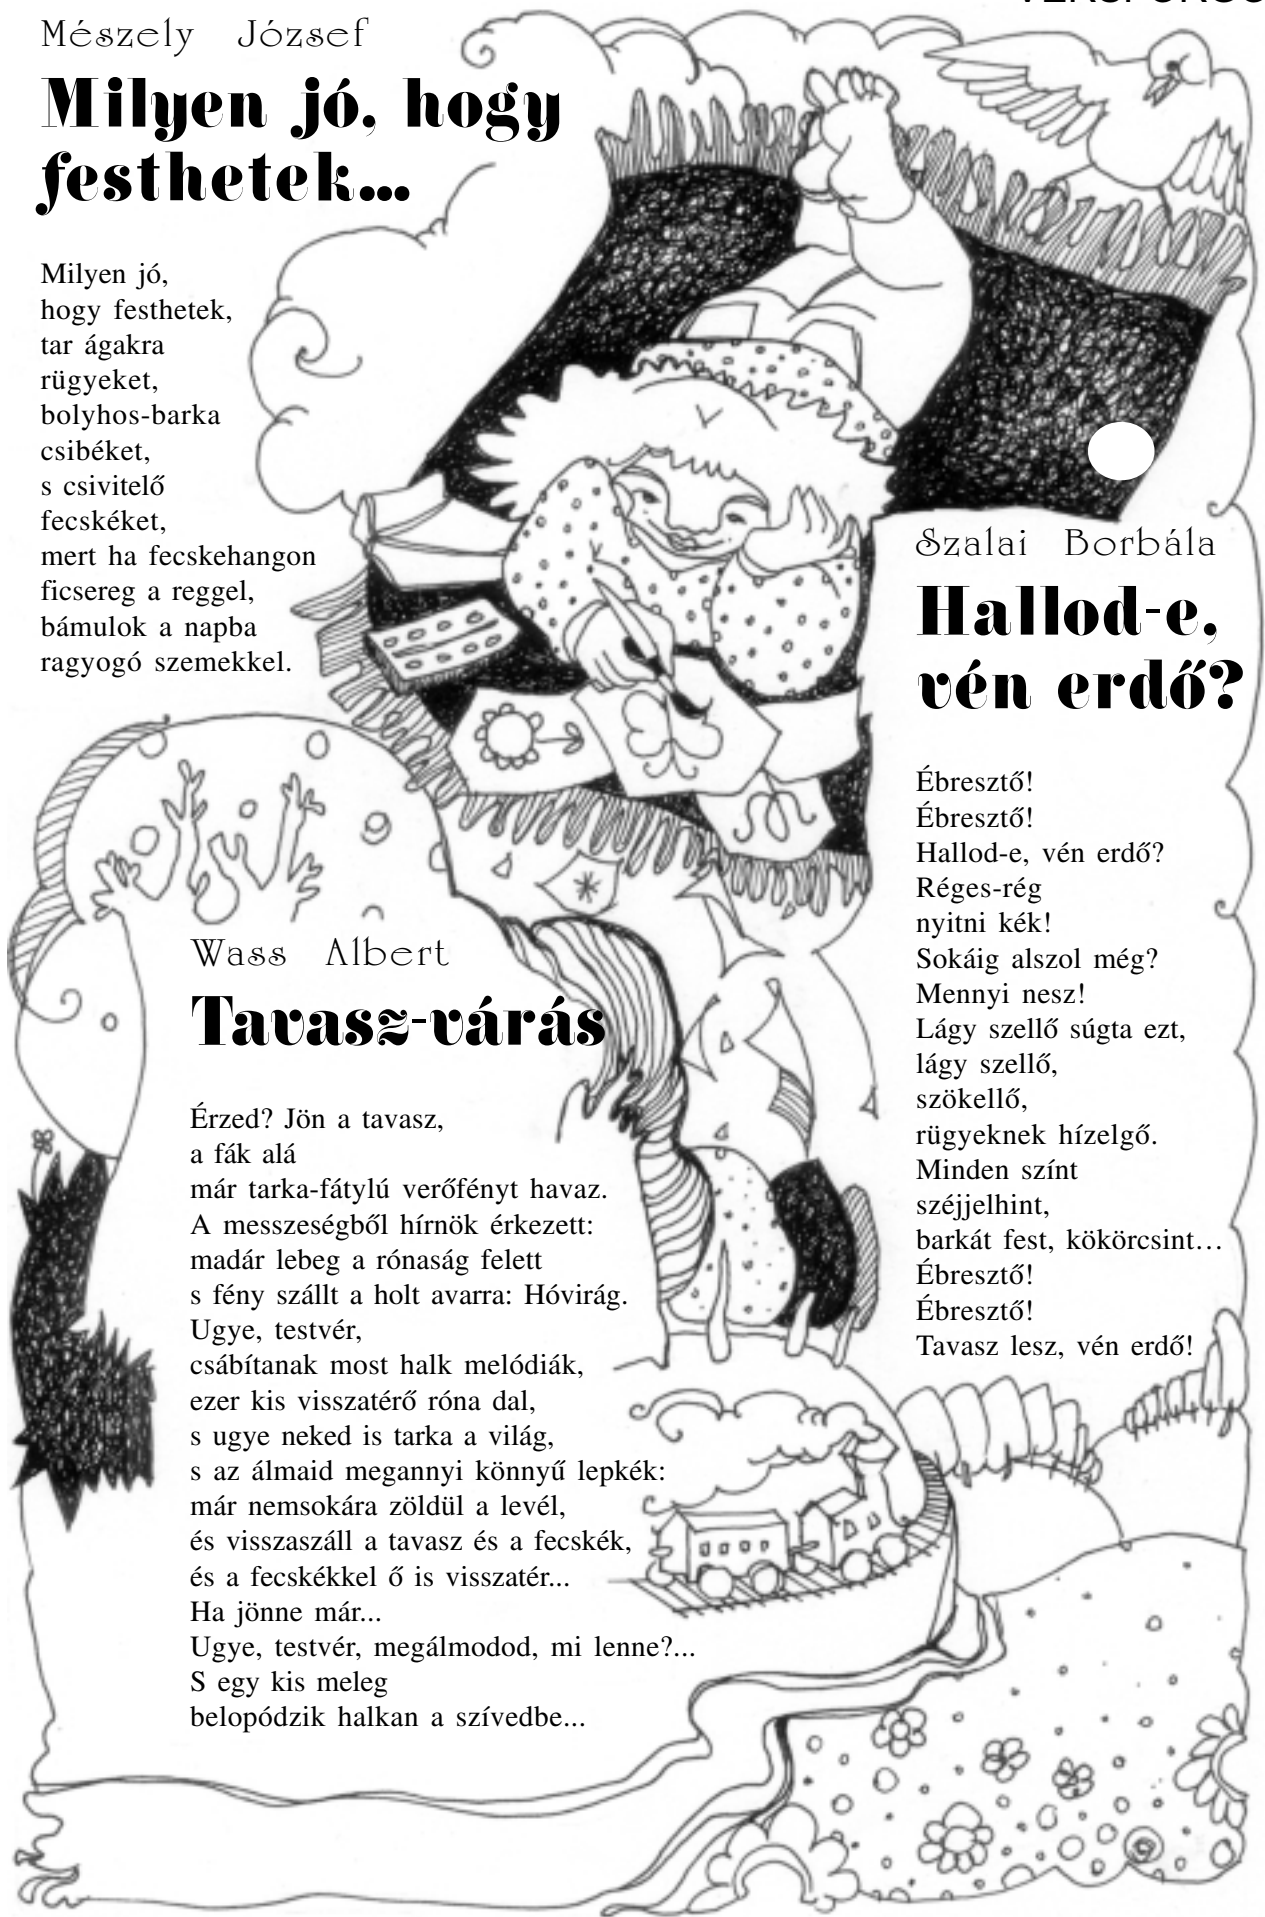 Mészely József
Milyen jó, hogy
festhetek...
Milyen jó,
hogy festhetek,
tar ágakra
rügyeket,
bolyhos-barka
csibéket,
s csivitelő
fecskéket,
mert ha fecskehangon
ficsereg a reggel,
bámulok a napba
ragyogó szemekkel.
Szalai Borbála
Hallod-e,
vén erdő?
Ébresztő!
Ébresztő!
Hallod-e, vén erdő?
Réges-rég
nyitni kék!
Sokáig alszol még?
Mennyi nesz!
Lágy szellő súgta ezt,
lágy szellő,
szökellő,
rügyeknek hízelgő.
Minden színt
széjjelhint,
barkát fest, kökörcsint...
Ébresztő!
Ébresztő!
Tavasz lesz, vén erdő!
Wass Albert
Tavasz-várás
Érzed? Jön a tavasz,
a fák alá
már tarka-fátylú verőfényt havaz.
A messzeségből hírnök érkezett:
madár lebeg a rónaság felett
s fény szállt a holt avarra: Hóvirág.
Ugye, testvér,
csábítanak most halk melódiák,
ezer kis visszatérő róna dal,
s ugye neked is tarka a világ,
s az álmaid megannyi könnyű lepkék:
már nemsokára zöldül a levél,
és visszaszáll a tavasz és a fecskék,
és a fecskékkel ő is visszatér...
Ha jönne már...
Ugye, testvér, megálmodod, mi lenne?...
S egy kis meleg
belopódzik halkan a szívedbe...